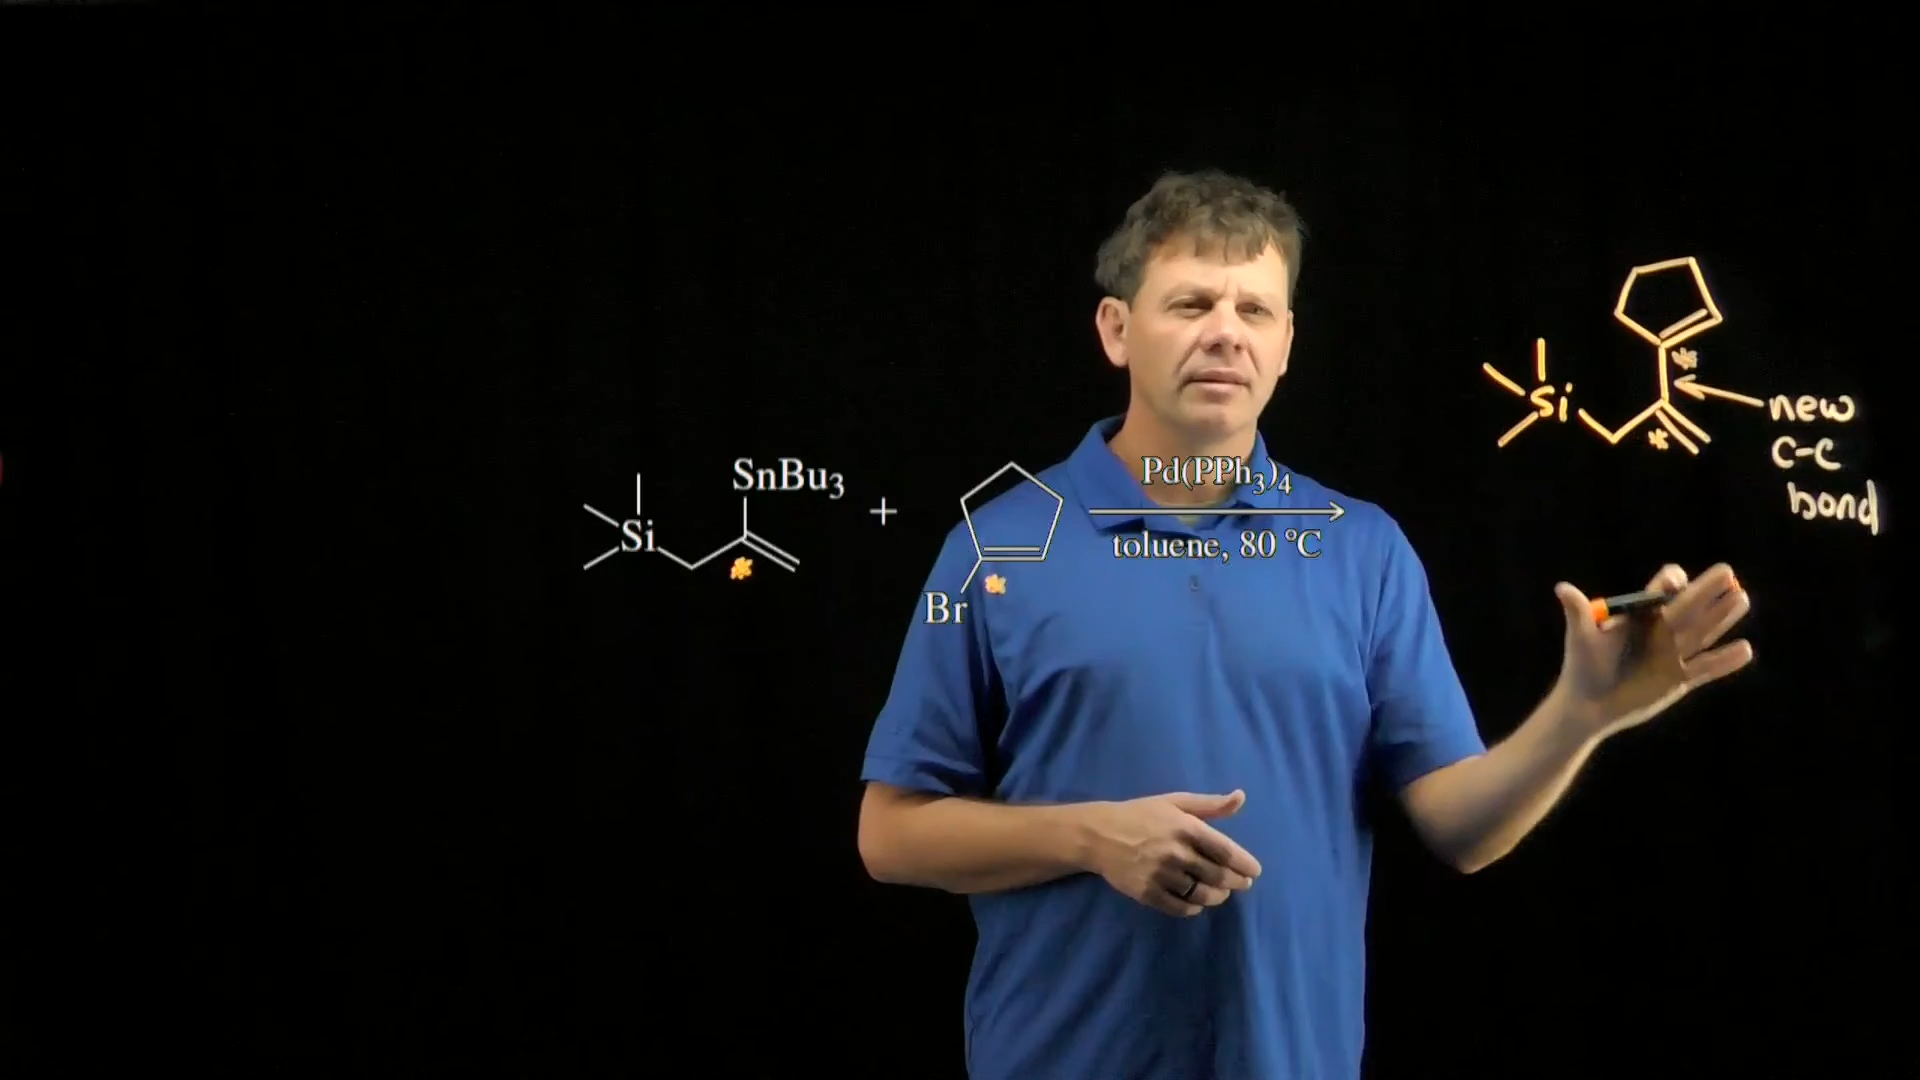 SnBu3
Si
+
Br
Pd(PPh3)4
toluene, 80 °C
Si
*
*
new
C-C
bond